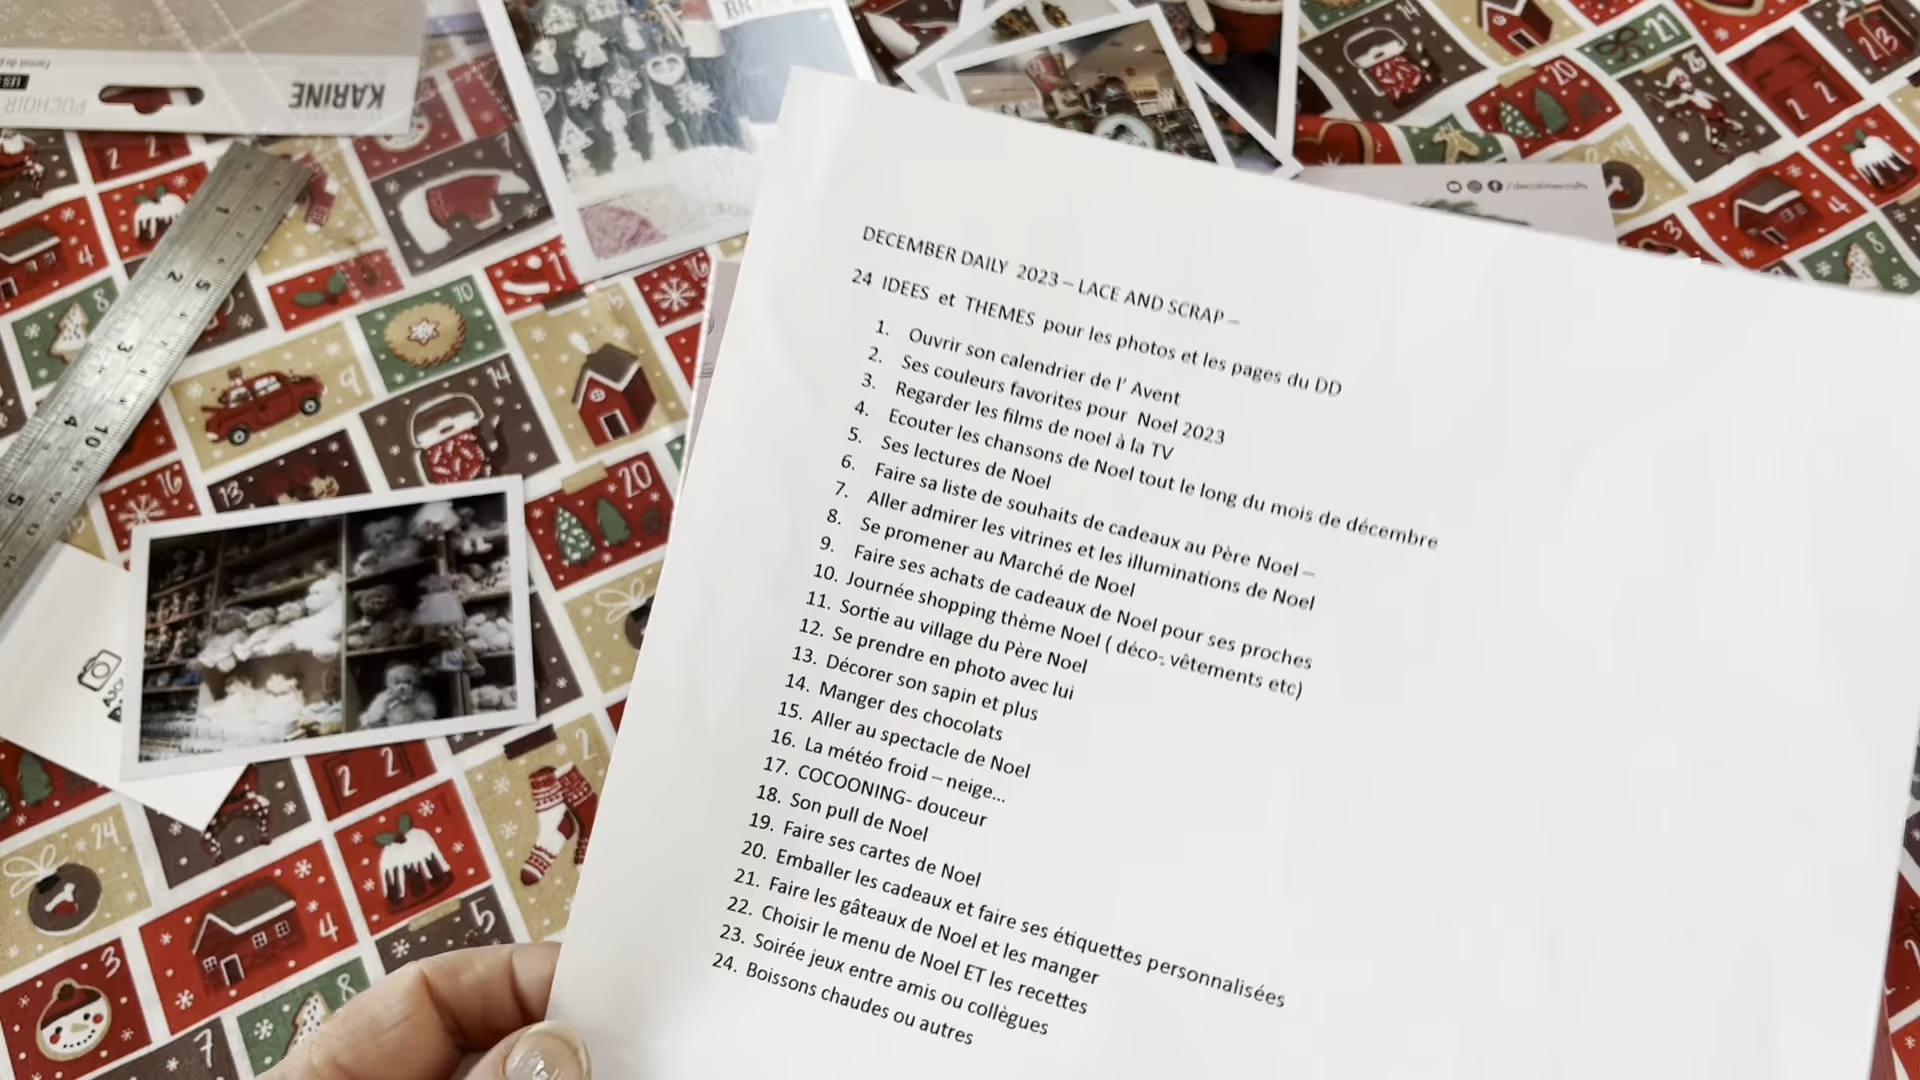 KARINE
POCHOIR
LES
BR
/decotimecrafts
DECEMBER DAILY 2023 – LACE AND SCRAP –
24 IDEES et THEMES pour les photos et les pages du DD
1. Ouvrir son calendrier de l' Avent
2. Ses couleurs favorites pour Noel 2023
3. Regarder les films de noel à la TV
4. Ecouter les chansons de Noel tout le long du mois de décembre
5. Ses lectures de Noel
6. Faire sa liste de souhaits de cadeaux au Père Noel –
7. Aller admirer les vitrines et les illuminations de Noel
8. Se promener au Marché de Noel
9. Faire ses achats de cadeaux de Noel pour ses proches
10. Journée shopping thème Noel ( déco-, vêtements etc)
11. Sortie au village du Père Noel
12. Se prendre en photo avec lui
13. Décorer son sapin et plus
14. Manger des chocolats
15. Aller au spectacle de Noel
16. La météo froid – neige...
17. COCOONING- douceur
18. Son pull de Noel
19. Faire ses cartes de Noel
20. Emballer les cadeaux et faire ses étiquettes personnalisées
21. Faire les gâteaux de Noel et les manger
22. Choisir le menu de Noel ET les recettes
23. Soirée jeux entre amis ou collègues
24. Boissons chaudes ou autres